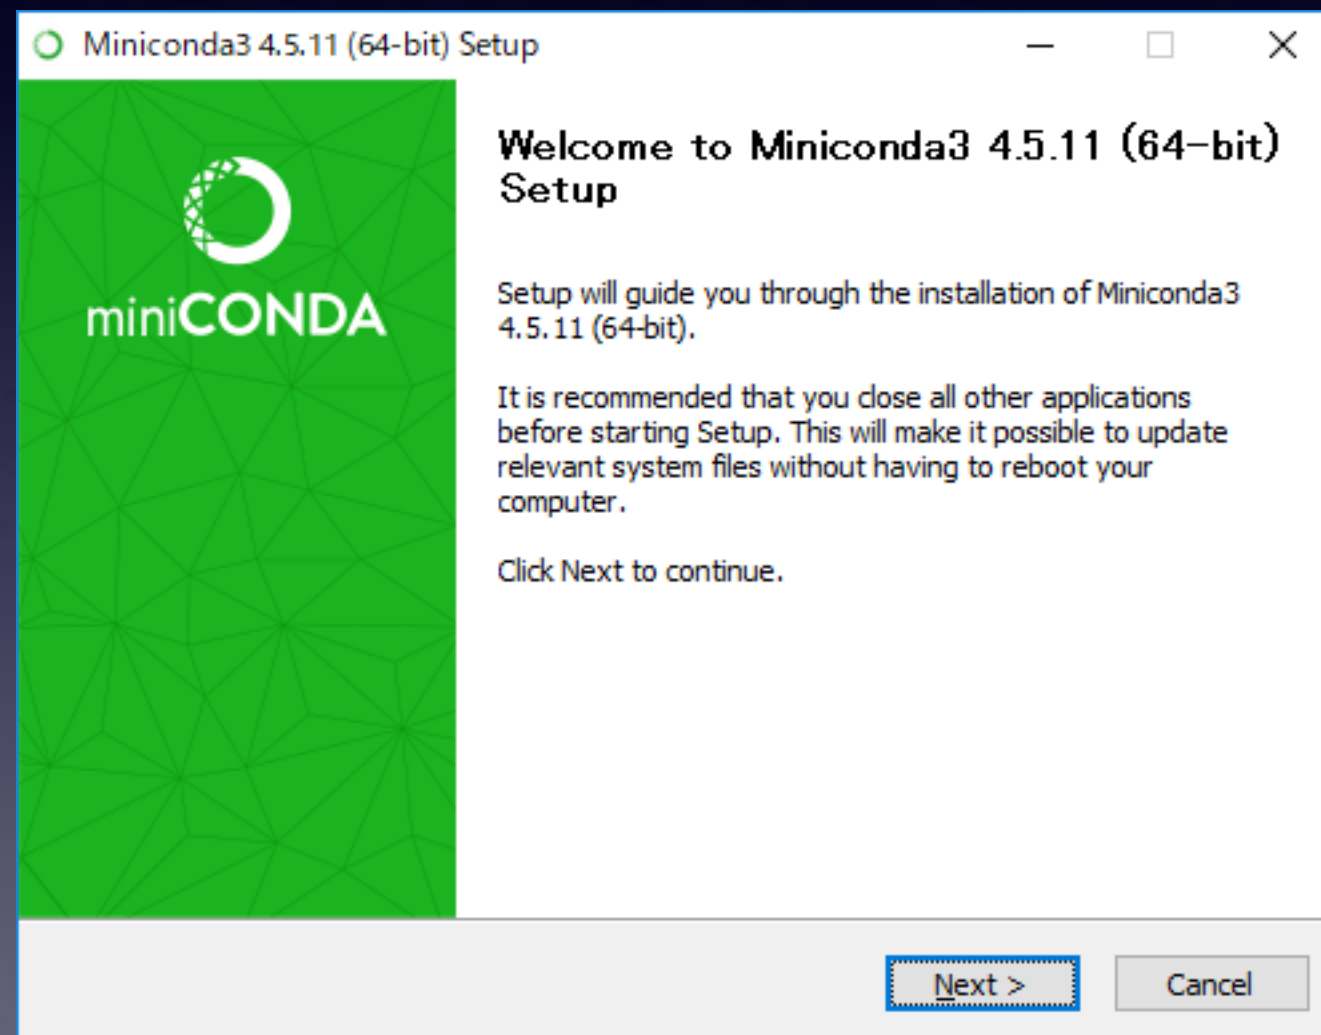 Miniconda3 4.5.11 (64-bit) Setup
miniCONDA
Welcome to Miniconda3 4.5.11 (64-bit)
Setup
Setup will guide you through the installation of Miniconda3
4.5.11 (64-bit).
It is recommended that you close all other applications
before starting Setup. This will make it possible to update
relevant system files without having to reboot your
computer.
Click Next to continue.
Next >
Cancel